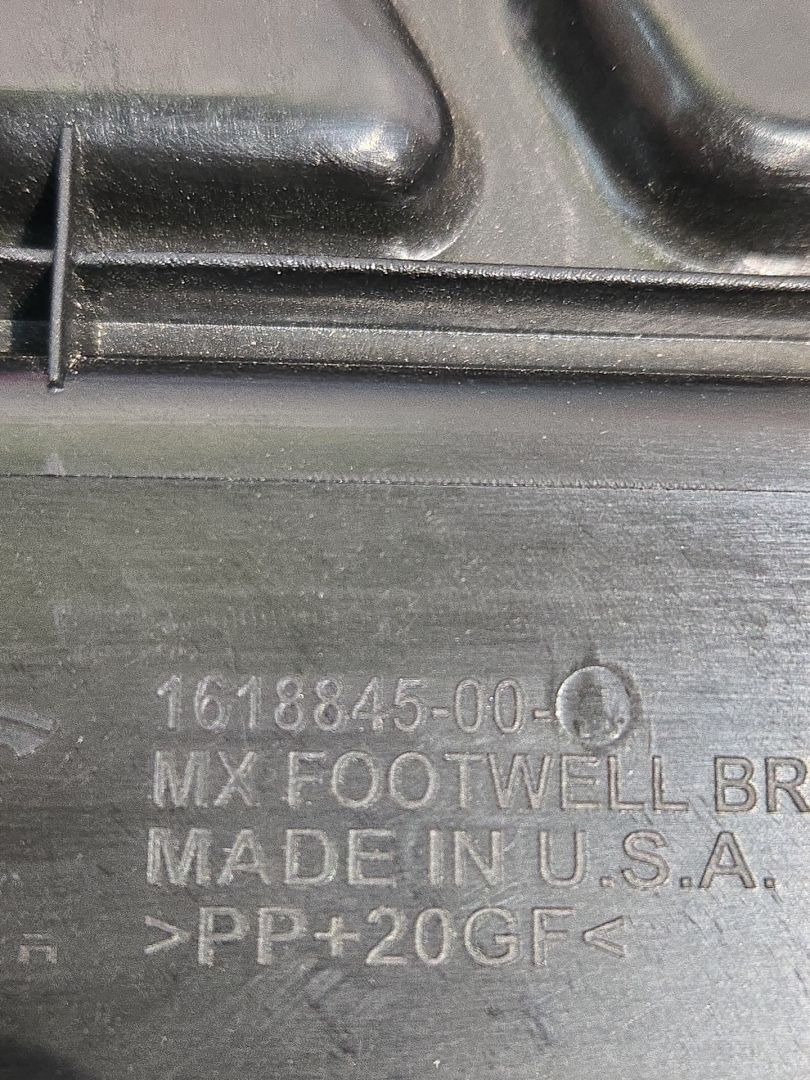 1618845-00-
MX FOOTWELL BR
MADE IN U.S.A.
>PP+20GF<